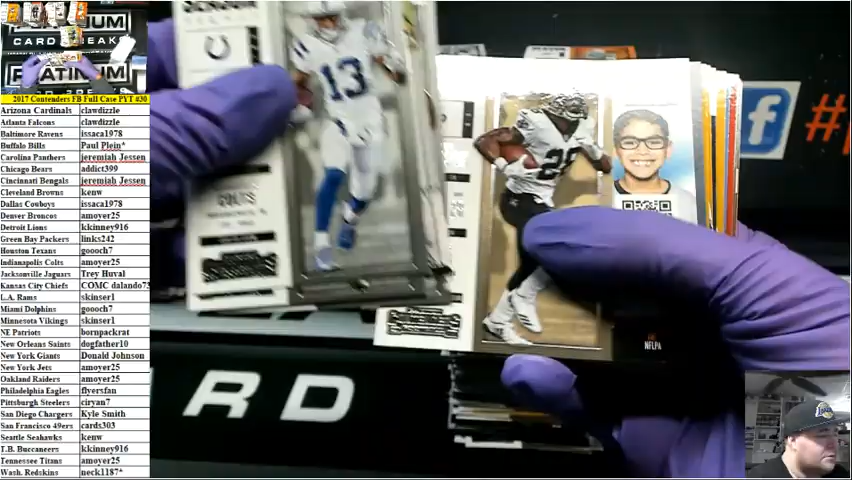 PLATINUM
CARD BREAKS
PLATINUM
2017 Contenders FB Full Case PYT #30
Arizona Cardinals clawdizzle
Atlanta Falcons clawdizzle
Baltimore Ravens issaca1978
Buffalo Bills Paul Plein*
Carolina Panthers jeremiah Jessen
Chicago Bears addict399
Cincinnati Bengals jeremiah Jessen
Cleveland Browns kenw
Dallas Cowboys issaca1978
Denver Broncos amoyer25
Detroit Lions kkinney916
Green Bay Packers links242
Houston Texans goooch7
Indianapolis Colts amoyer25
Jacksonville Jaguars Trey Huval
Kansas City Chiefs COMC dalando73
L.A. Rams skinser1
Miami Dolphins goooch7
Minnesota Vikings skinser1
NE Patriots bornpackrat
New Orleans Saints dogfather10
New York Giants Donald Johnson
New York Jets amoyer25
Oakland Raiders amoyer25
Philadelphia Eagles flyersfan
Pittsburgh Steelers ciryan7
San Diego Chargers Kyle Smith
San Francisco 49ers cards303
Seattle Seahawks kenw
T.B. Buccaneers kkinney916
Tennessee Titans amoyer25
Wash. Redskins neck1187*
SEASON
13
COLTS
CONTENDERS
28
CONTENDERS
NFLPA
RD
f
#